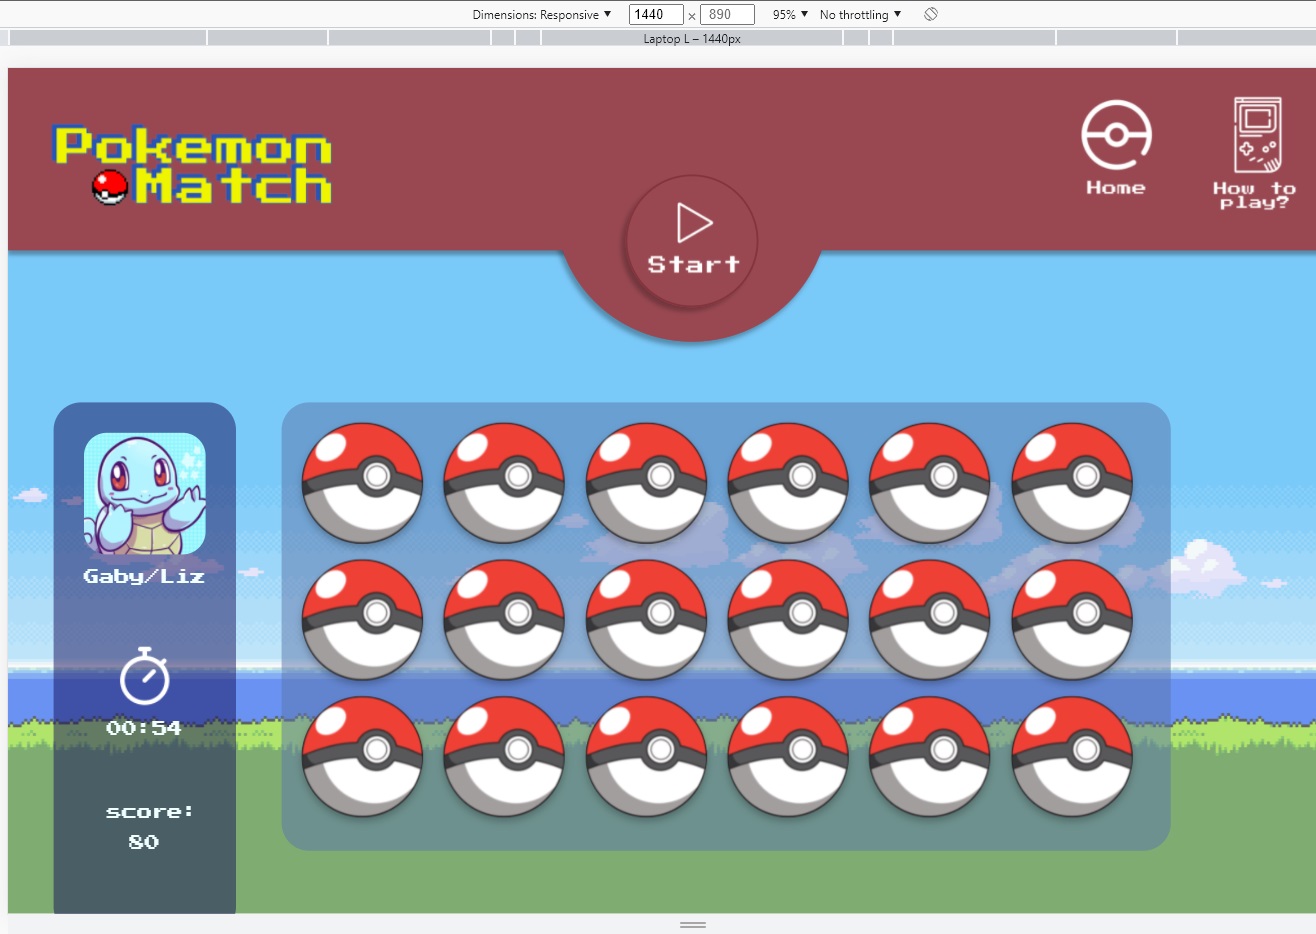 Dimensions: Responsive ▼ 1440 × 890 95% ▼ No throttling ▼
Laptop L – 1440px
Pokemon
Match
Home
How to
play?
Start
Gaby/Liz
00:54
score:
80